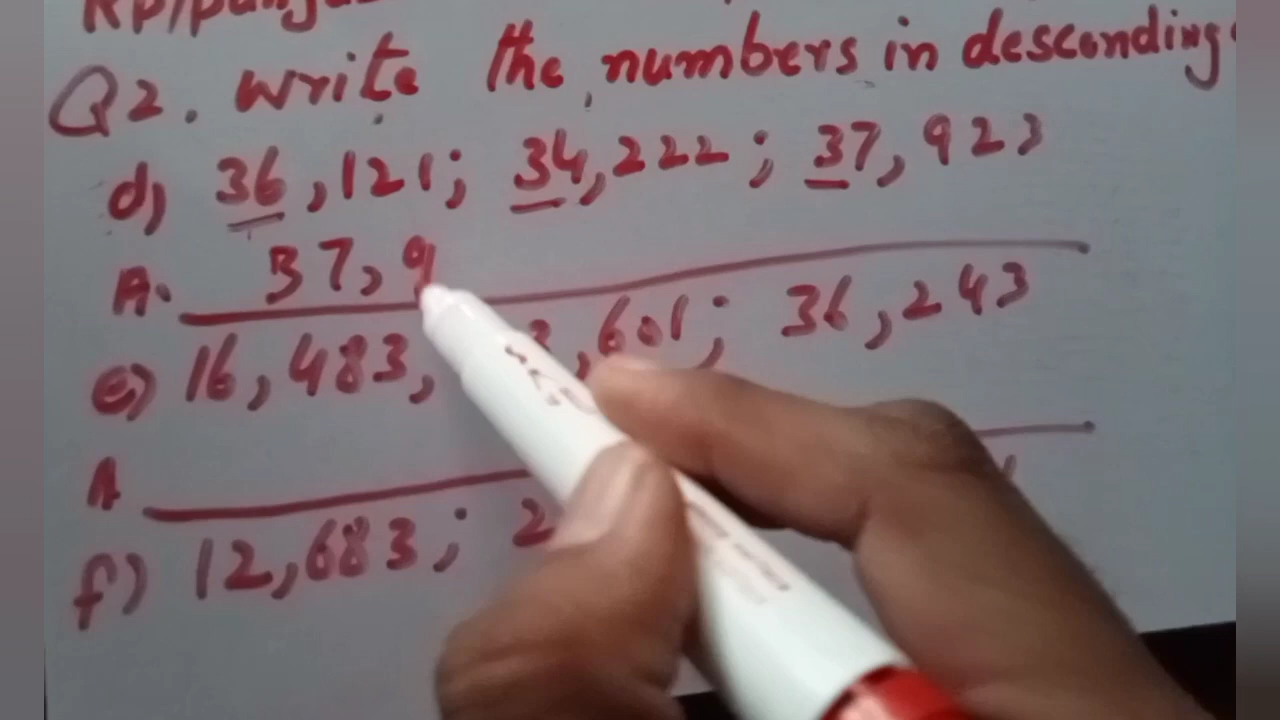 Q2. Write the numbers in descending
d) 36,121; 34,222; 37,923
A. 37,9
e) 16,483, ,601; 36,243
A
f) 12,683; 2